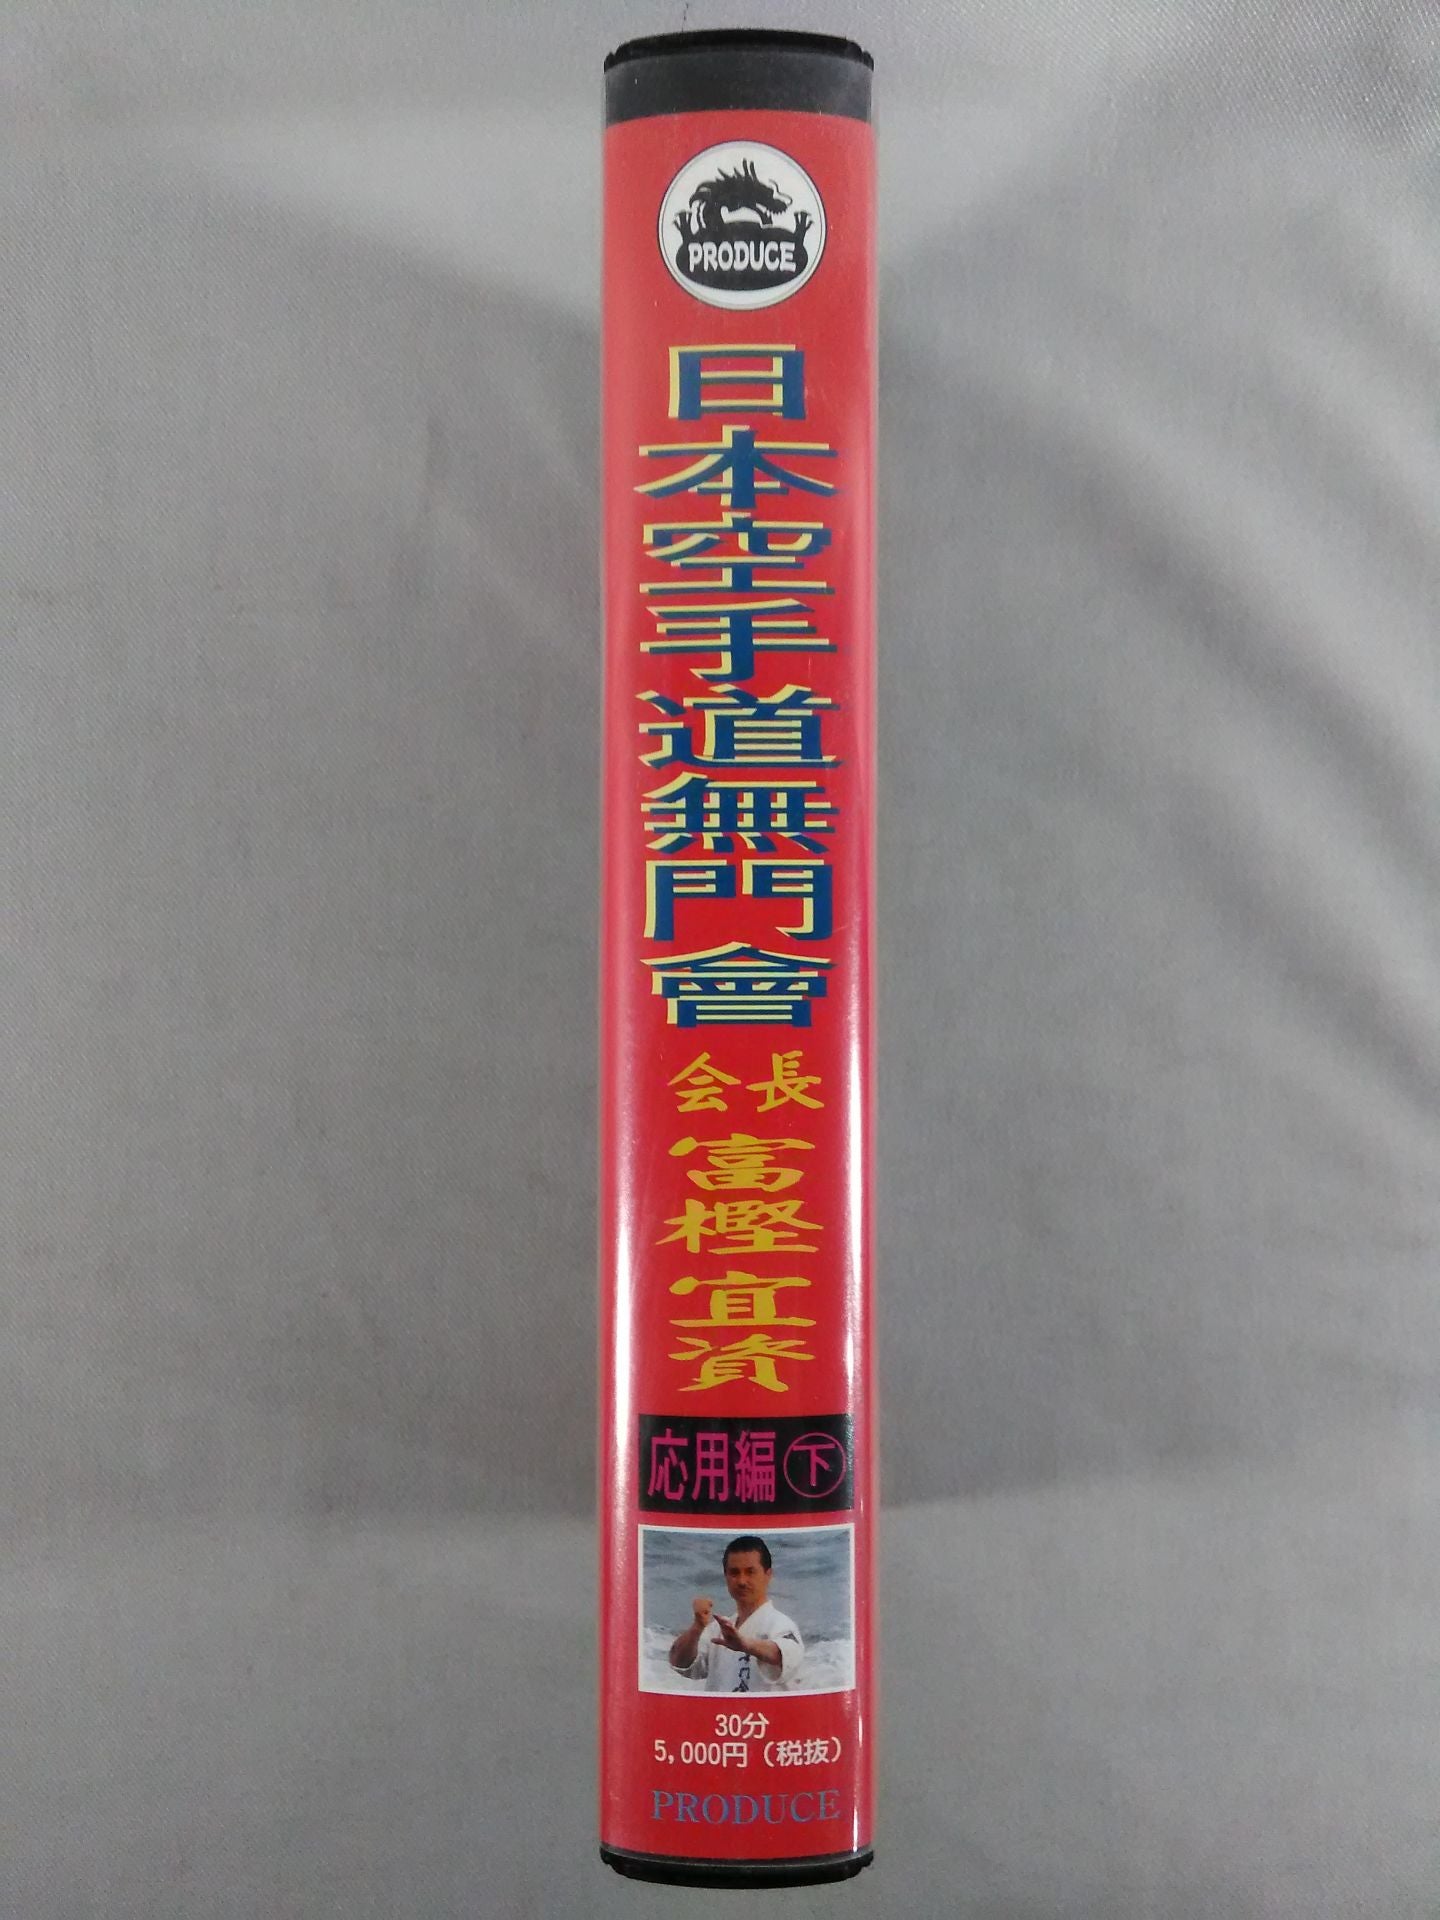 PRODUCE
日本空手道無門會
会長
富樫宜資
応用編 下
30分
5,000円（税抜）
PRODUCE